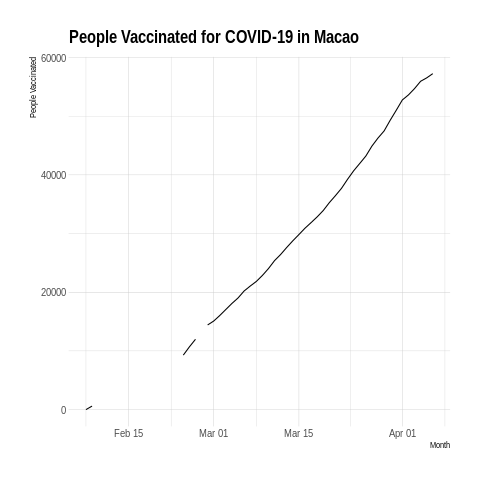 People Vaccinated for COVID-19 in Macao
People Vaccinated
60000
40000
20000
0
Feb 15
Mar 01
Mar 15
Apr 01
Month